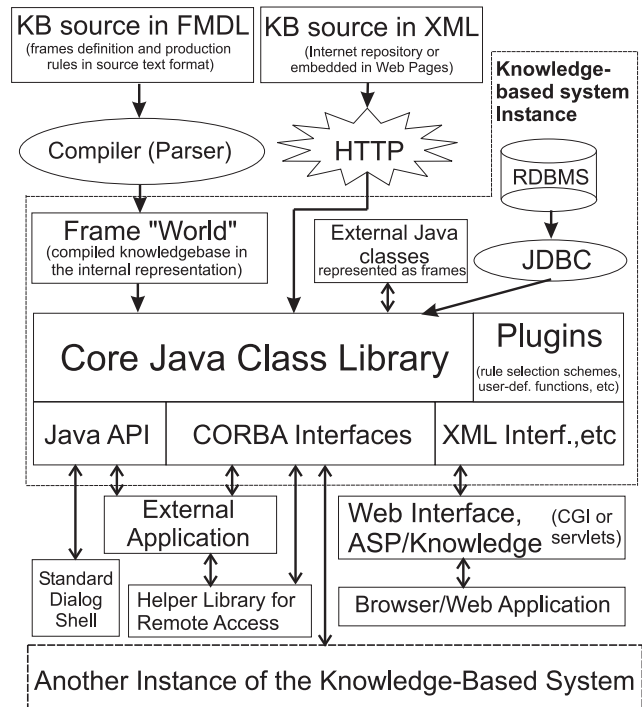 KB source in FMDL
(frames definition and production
rules in source text format)
KB source in XML
(Internet repository or
embedded in Web Pages)
Knowledge-
based system
Instance
Compiler (Parser)
HTTP
RDBMS
Frame "World"
(compiled knowledgebase in
the internal representation)
External Java
classes
represented as frames
JDBC
Core Java Class Library
Plugins
(rule selection schemes,
user-def. functions, etc)
Java API
CORBA Interfaces
XML Interf.,etc
External
Application
Web Interface,
ASP/Knowledge
(CGI or
servlets)
Standard
Dialog
Shell
Helper Library for
Remote Access
Browser/Web Application
Another Instance of the Knowledge-Based System